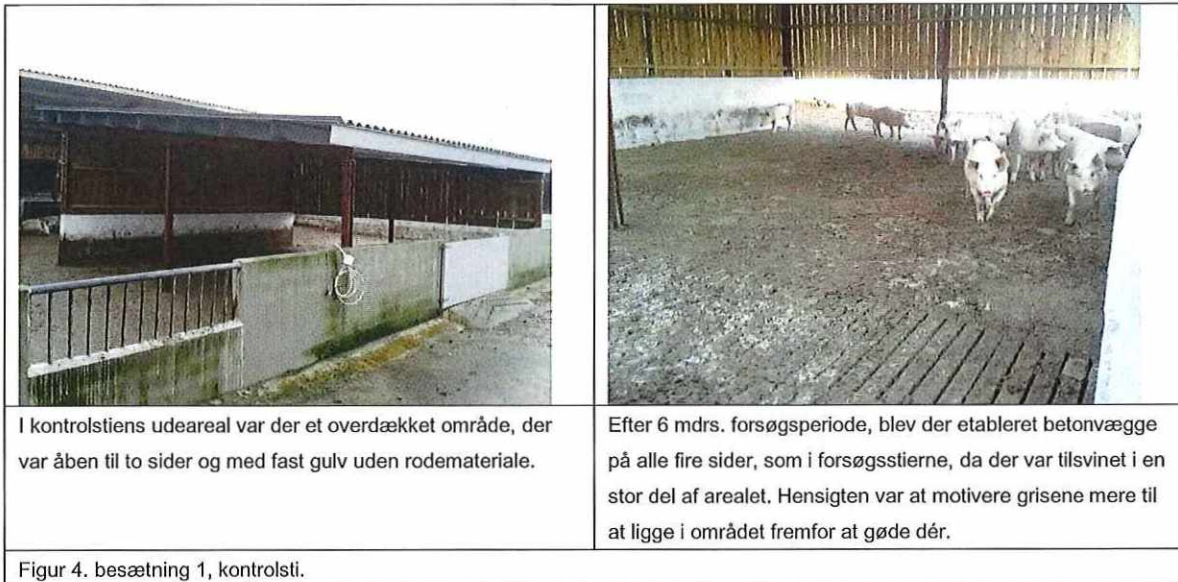 I kontrolstiens udeareal var der et overdækket område, der
var åben til to sider og med fast gulv uden rodemateriale.
Efter 6 mdrs. forsøgsperiode, blev der etableret betonvægge
på alle fire sider, som i forsøgsstierne, da der var tilsvinet i en
stor del af arealet. Hensigten var at motivere grisene mere til
at ligge i området fremfor at gøde dér.
Figur 4. besætning 1, kontrolsti.